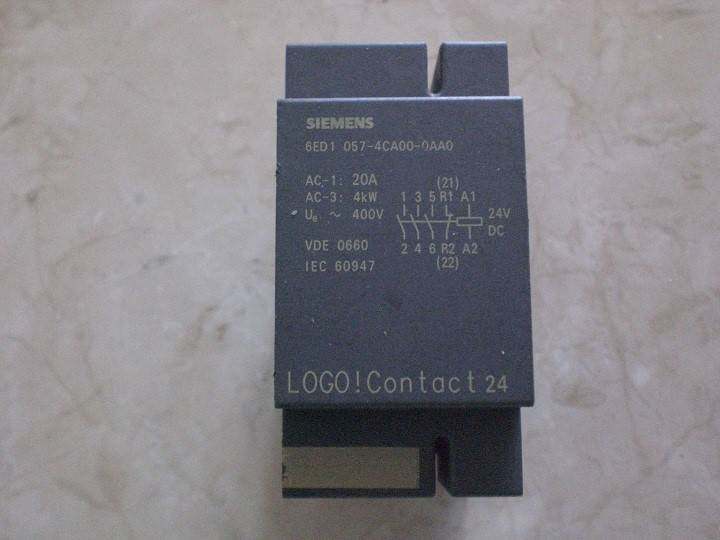 SIEMENS
6ED1 057-4CA00-0AA0
AC-1: 20A
AC-3: 4kW
Ue ~ 400V
VDE 0660
IEC 60947
(21)
1 3 5 R1 A1
24V
DC
2 4 6 R2 A2
(22)
LOGO!Contact 24